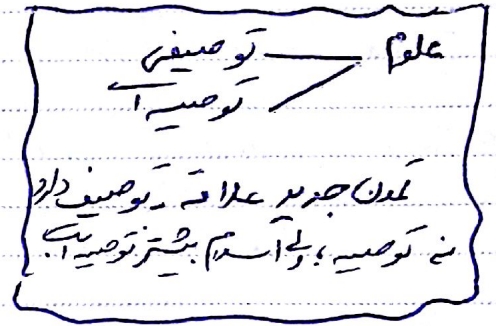 علوم توصیفی
توصیه ای
تمدن جدید علاقه به توصیف دارد
نه توصیه؛ ولی اسلام بیشتر توصیه ای است.